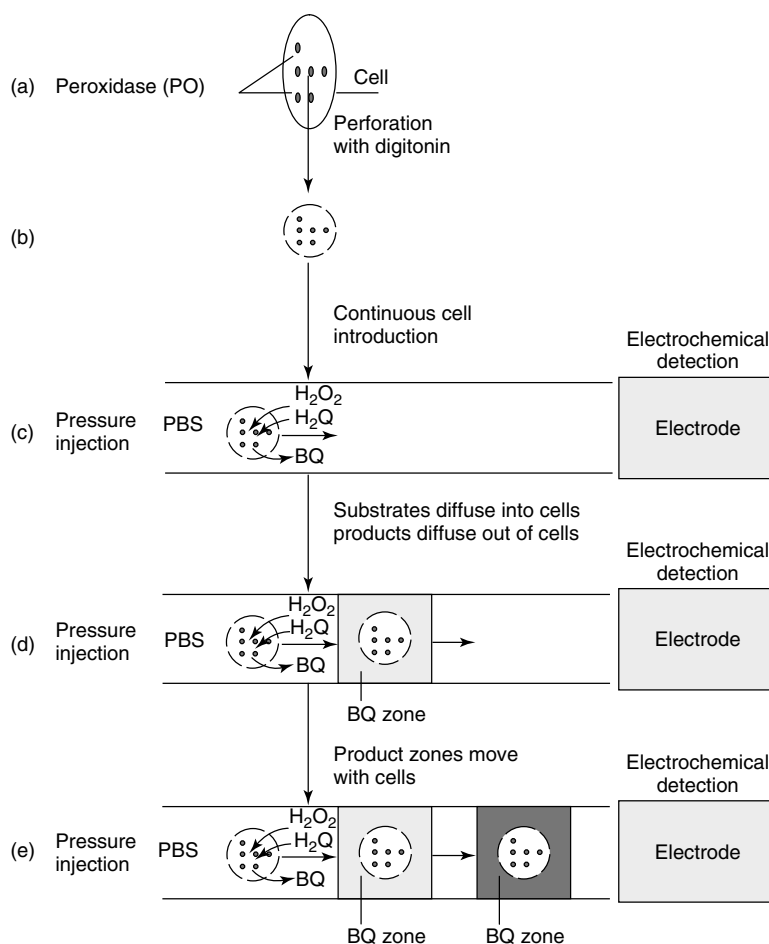 (a) Peroxidase (PO)
Cell
Perforation
with digitonin
(b)
Continuous cell
introduction
Electrochemical
detection
(c) Pressure
injection
PBS
H2O2
H2Q
BQ
Electrode
Substrates diffuse into cells
products diffuse out of cells
Electrochemical
detection
(d) Pressure
injection
PBS
H2O2
H2Q
BQ
Electrode
BQ zone
Product zones move
with cells
Electrochemical
detection
(e) Pressure
injection
PBS
H2O2
H2Q
BQ
Electrode
BQ zone
BQ zone